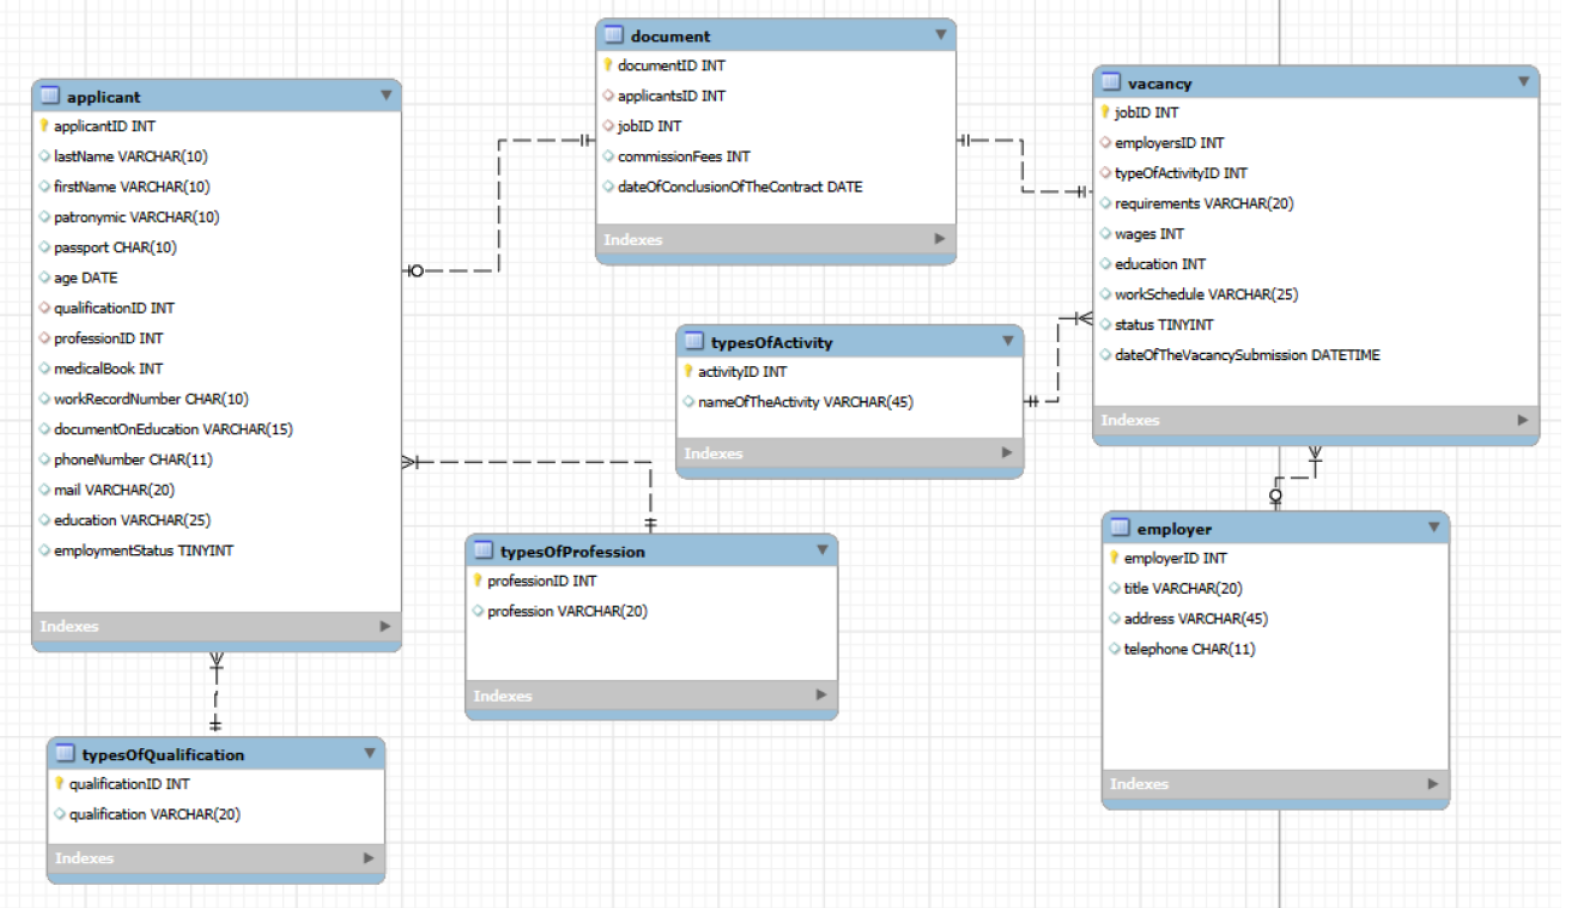 document
documentID INT
applicantsID INT
jobID INT
commissionFees INT
dateOfConclusionOfTheContract DATE
Indexes
vacancy
jobID INT
employersID INT
typeOfActivityID INT
requirements VARCHAR(20)
wages INT
education INT
workSchedule VARCHAR(25)
status TINYINT
dateOfTheVacancySubmission DATETIME
Indexes
applicant
applicantID INT
lastName VARCHAR(10)
firstName VARCHAR(10)
patronymic VARCHAR(10)
passport CHAR(10)
age DATE
qualificationID INT
professionID INT
medicalBook INT
workRecordNumber CHAR(10)
documentOnEducation VARCHAR(15)
phoneNumber CHAR(11)
mail VARCHAR(20)
education VARCHAR(25)
employmentStatus TINYINT
Indexes
typesOfActivity
activityID INT
nameOfTheActivity VARCHAR(45)
Indexes
typesOfProfession
professionID INT
profession VARCHAR(20)
Indexes
employer
employerID INT
title VARCHAR(20)
address VARCHAR(45)
telephone CHAR(11)
Indexes
typesOfQualification
qualificationID INT
qualification VARCHAR(20)
Indexes